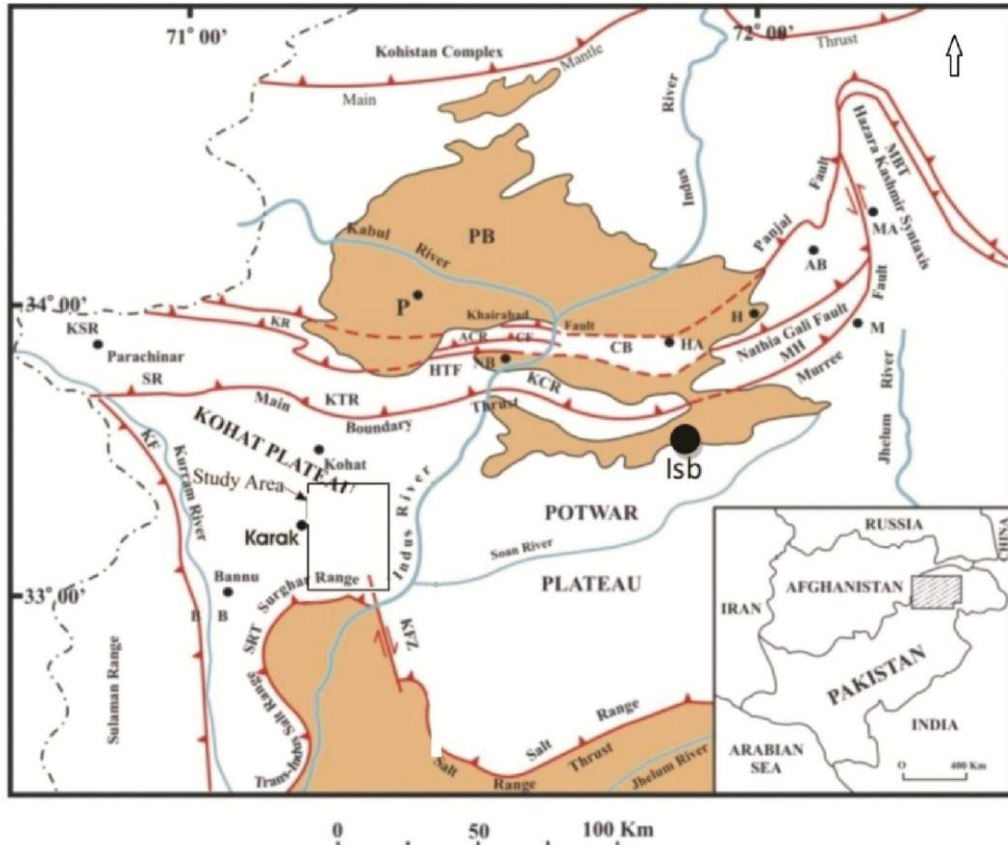 71° 00'
72° 00'
Kohistan Complex
Mantle
Main
Thrust
River
Indus
Hazara Kashmir Syntaxis
MBT
Fault
Panjal
MA
AB
PB
Kabul
River
P
34° 00'
KSR
Parachinar
KR
Khairabad
Fault
ACR
CF
CB
HA
H
Nathia Gali Fault
MH
Murree
Fault
M
HTF
NB
KCR
SR
Main
KTR
Boundary
Thrust
Jhelum River
KF
Kurram River
KOHAT PLATEAU
Kohat
Study Area
Karak
Indus River
Isb
POTWAR
Soan River
PLATEAU
Bannu
B B
33° 00'
Surghar Range
SRT
KFZ
Sulaman Range
Trans-Indus Salt Range
Salt
Range
Salt
Range
Thrust
Jhelum River
RUSSIA
CHINA
AFGHANISTAN
IRAN
PAKISTAN
INDIA
ARABIAN
SEA
O 400 Km
0 50 100 Km